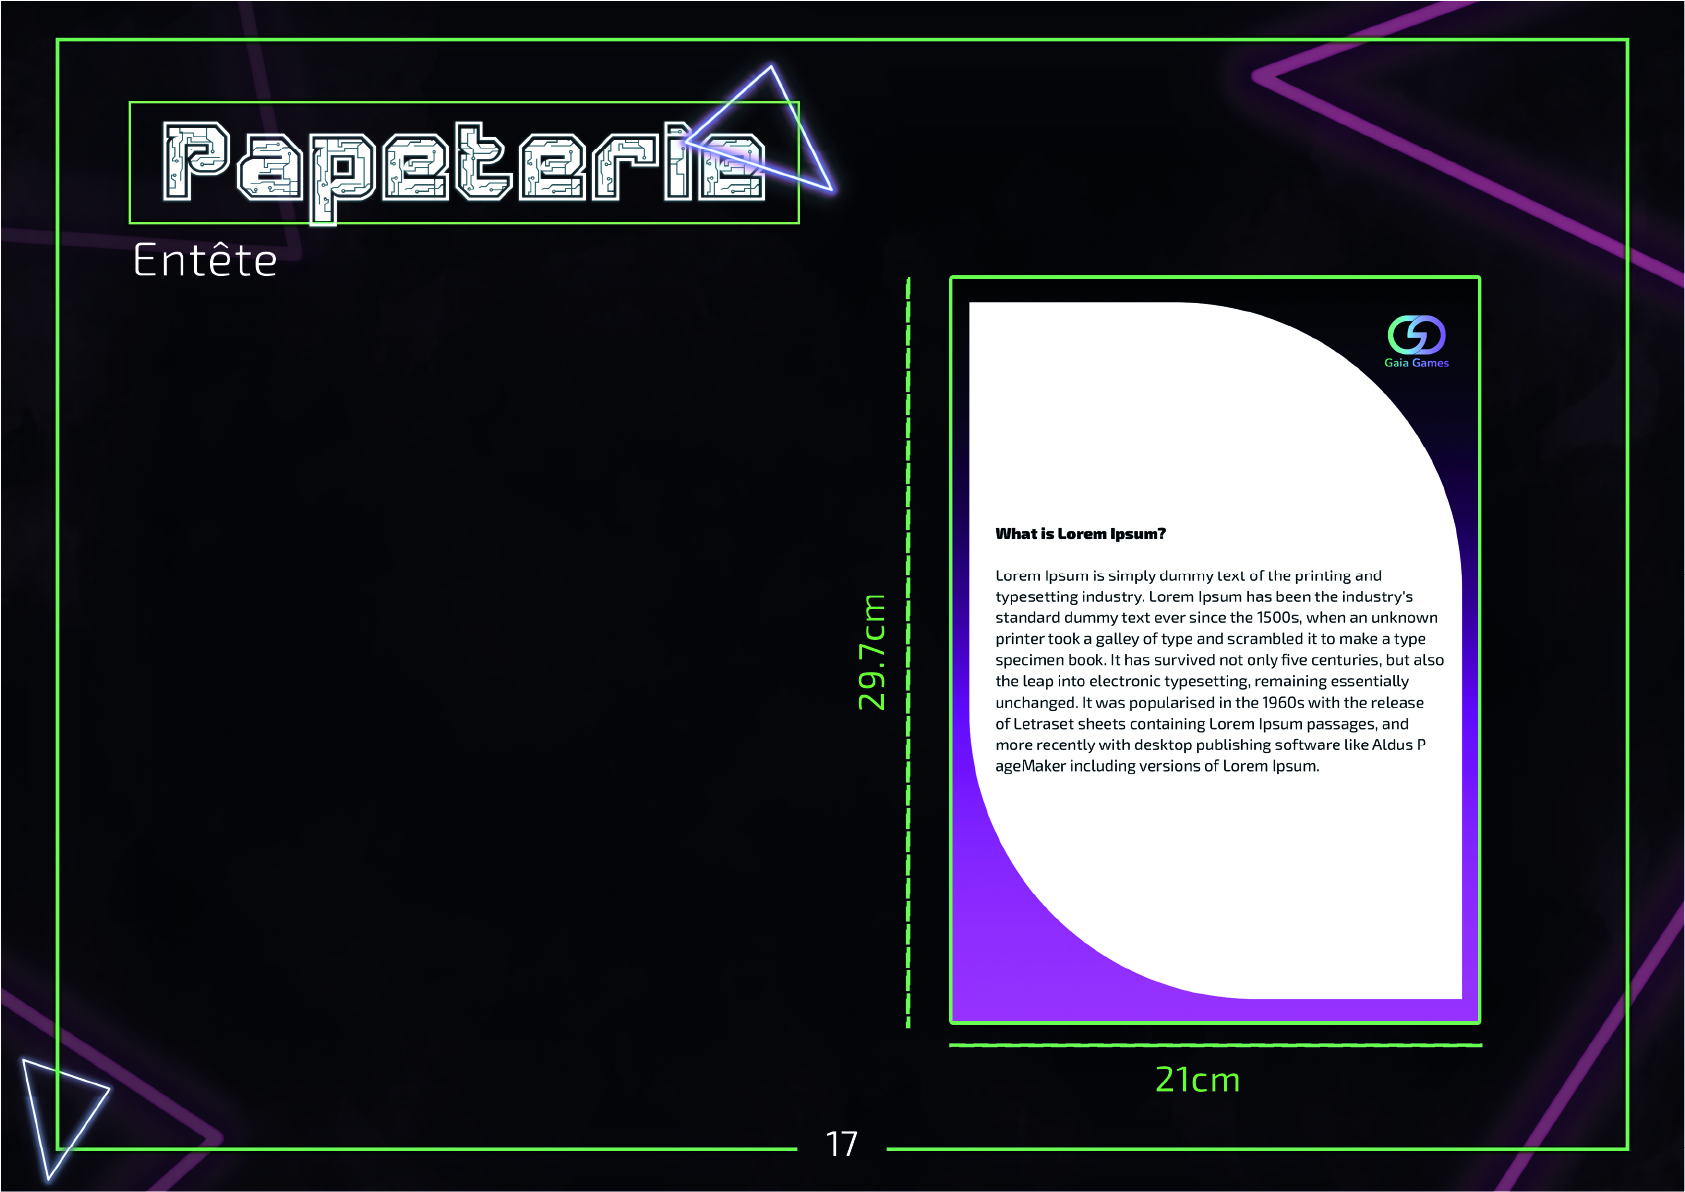 Papeterie
Entête
Gaia Games
What is Lorem Ipsum?
Lorem Ipsum is simply dummy text of the printing and
typesetting industry. Lorem Ipsum has been the industry's
standard dummy text ever since the 1500s, when an unknown
printer took a galley of type and scrambled it to make a type
specimen book. It has survived not only five centuries, but also
the leap into electronic typesetting, remaining essentially
unchanged. It was popularised in the 1960s with the release
of Letraset sheets containing Lorem Ipsum passages, and
more recently with desktop publishing software like Aldus P
ageMaker including versions of Lorem Ipsum.
29.7cm
21cm
17